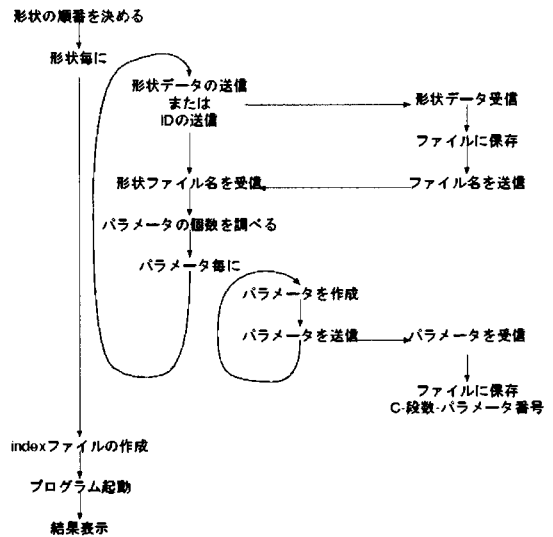 形状の順番を決める
形状毎に
形状データの送信
または
IDの送信
形状データ受信
ファイルに保存
形状ファイル名を受信
ファイル名を送信
パラメータの個数を調べる
パラメータ毎に
パラメータを作成
パラメータを送信
パラメータを受信
ファイルに保存
C-段数-パラメータ番号
indexファイルの作成
プログラム起動
結果表示